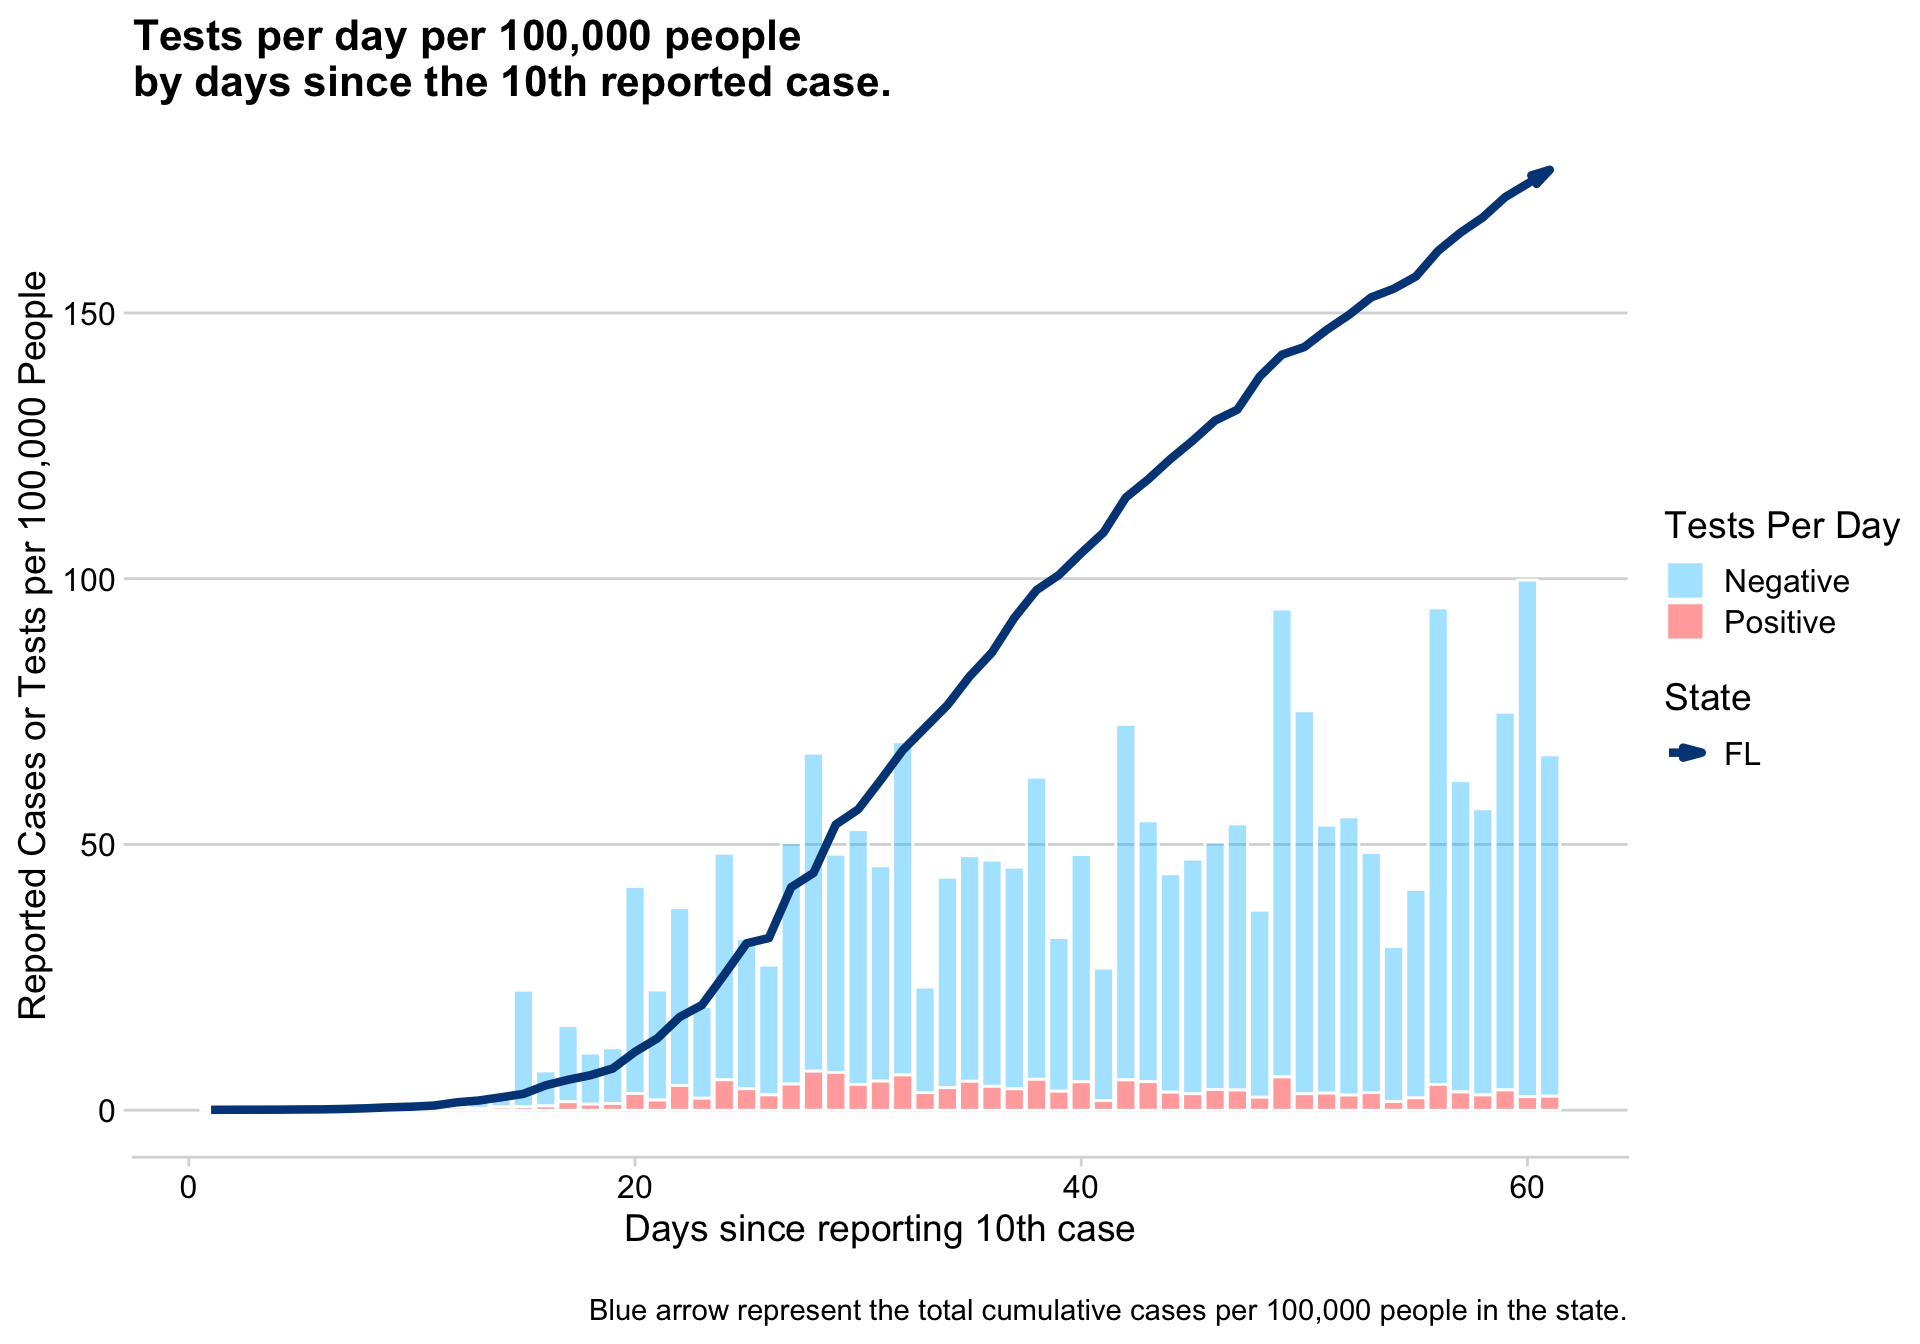 Tests per day per 100,000 people
by days since the 10th reported case.
Reported Cases or Tests per 100,000 People
150
100
50
0
0
20
40
60
Days since reporting 10th case
Tests Per Day
Negative
Positive
State
FL
Blue arrow represent the total cumulative cases per 100,000 people in the state.